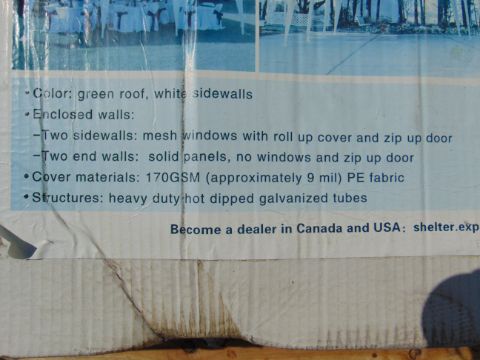 • Color: green roof, white sidewalls
• Enclosed walls:
–Two sidewalls: mesh windows with roll up cover and zip up door
–Two end walls: solid panels, no windows and zip up door
• Cover materials: 170GSM (approximately 9 mil) PE fabric
• Structures: heavy duty-hot dipped galvanized tubes
Become a dealer in Canada and USA: shelter.exp